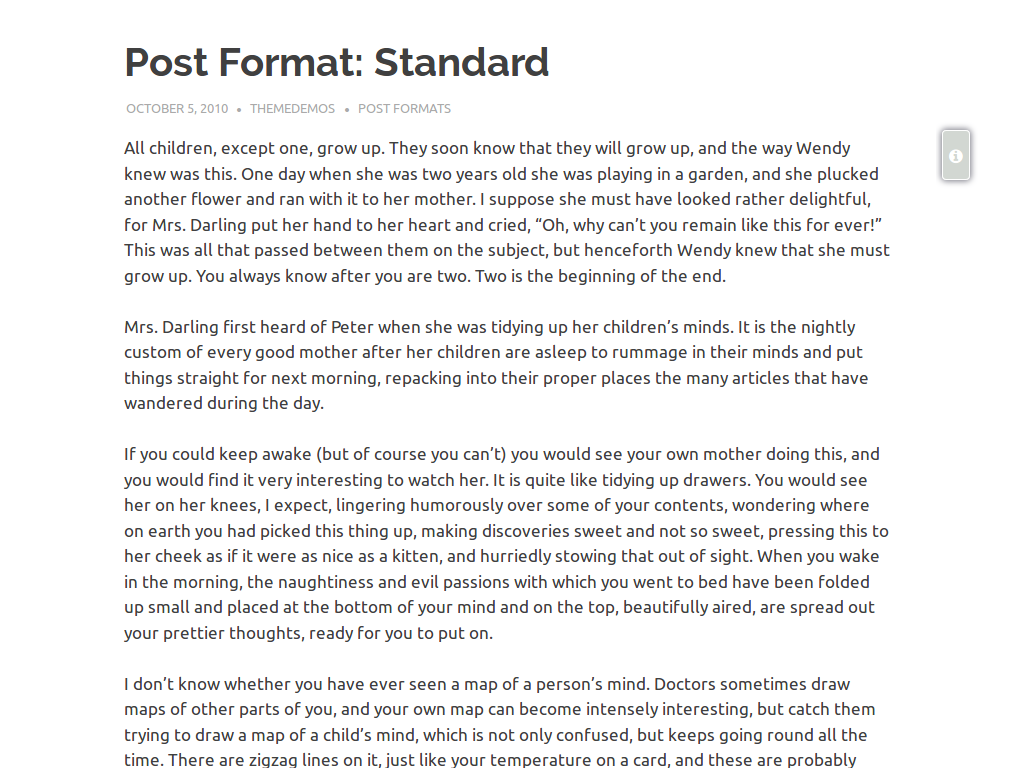 Post Format: Standard
OCTOBER 5, 2010 • THEMEDEMOS • POST FORMATS
All children, except one, grow up. They soon know that they will grow up, and the way Wendy
knew was this. One day when she was two years old she was playing in a garden, and she plucked
another flower and ran with it to her mother. I suppose she must have looked rather delightful,
for Mrs. Darling put her hand to her heart and cried, “Oh, why can’t you remain like this for ever!”
This was all that passed between them on the subject, but henceforth Wendy knew that she must
grow up. You always know after you are two. Two is the beginning of the end.
Mrs. Darling first heard of Peter when she was tidying up her children’s minds. It is the nightly
custom of every good mother after her children are asleep to rummage in their minds and put
things straight for next morning, repacking into their proper places the many articles that have
wandered during the day.
If you could keep awake (but of course you can’t) you would see your own mother doing this, and
you would find it very interesting to watch her. It is quite like tidying up drawers. You would see
her on her knees, I expect, lingering humorously over some of your contents, wondering where
on earth you had picked this thing up, making discoveries sweet and not so sweet, pressing this to
her cheek as if it were as nice as a kitten, and hurriedly stowing that out of sight. When you wake
in the morning, the naughtiness and evil passions with which you went to bed have been folded
up small and placed at the bottom of your mind and on the top, beautifully aired, are spread out
your prettier thoughts, ready for you to put on.
I don’t know whether you have ever seen a map of a person’s mind. Doctors sometimes draw
maps of other parts of you, and your own map can become intensely interesting, but catch them
trying to draw a map of a child’s mind, which is not only confused, but keeps going round all the
time. There are zigzag lines on it, just like your temperature on a card, and these are probably